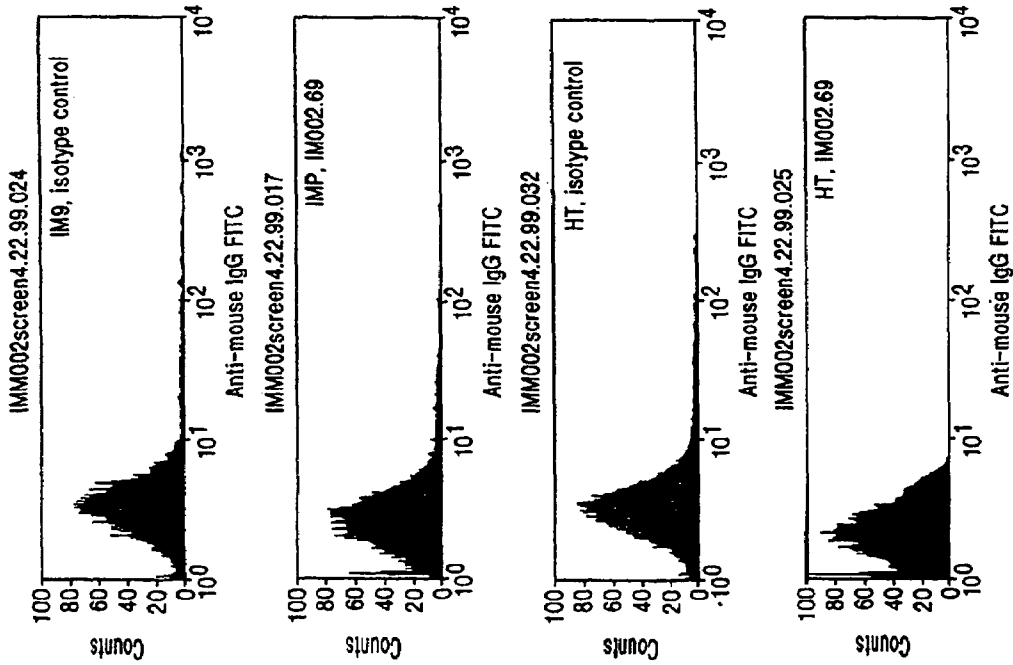 IMM002screen4.22.99.024
IM9, isotype control
Counts
100
80
60
40
20
0
10^0
10^1
10^2
10^3
10^4
Anti-mouse IgG FITC
IMM002screen4.22.99.017
IMP, IM002.69
Counts
100
80
60
40
20
0
10^0
10^1
10^2
10^3
10^4
Anti-mouse IgG FITC
IMM002screen4.22.99.032
HT, isotype control
Counts
100
80
60
40
20
0
-10^0
10^1
10^2
10^3
10^4
Anti-mouse IgG FITC
IMM002screen4.22.99.025
HT, IM002.69
Counts
100
80
60
40
20
0
10^0
10^1
10^2
10^3
10^4
Anti-mouse IgG FITC